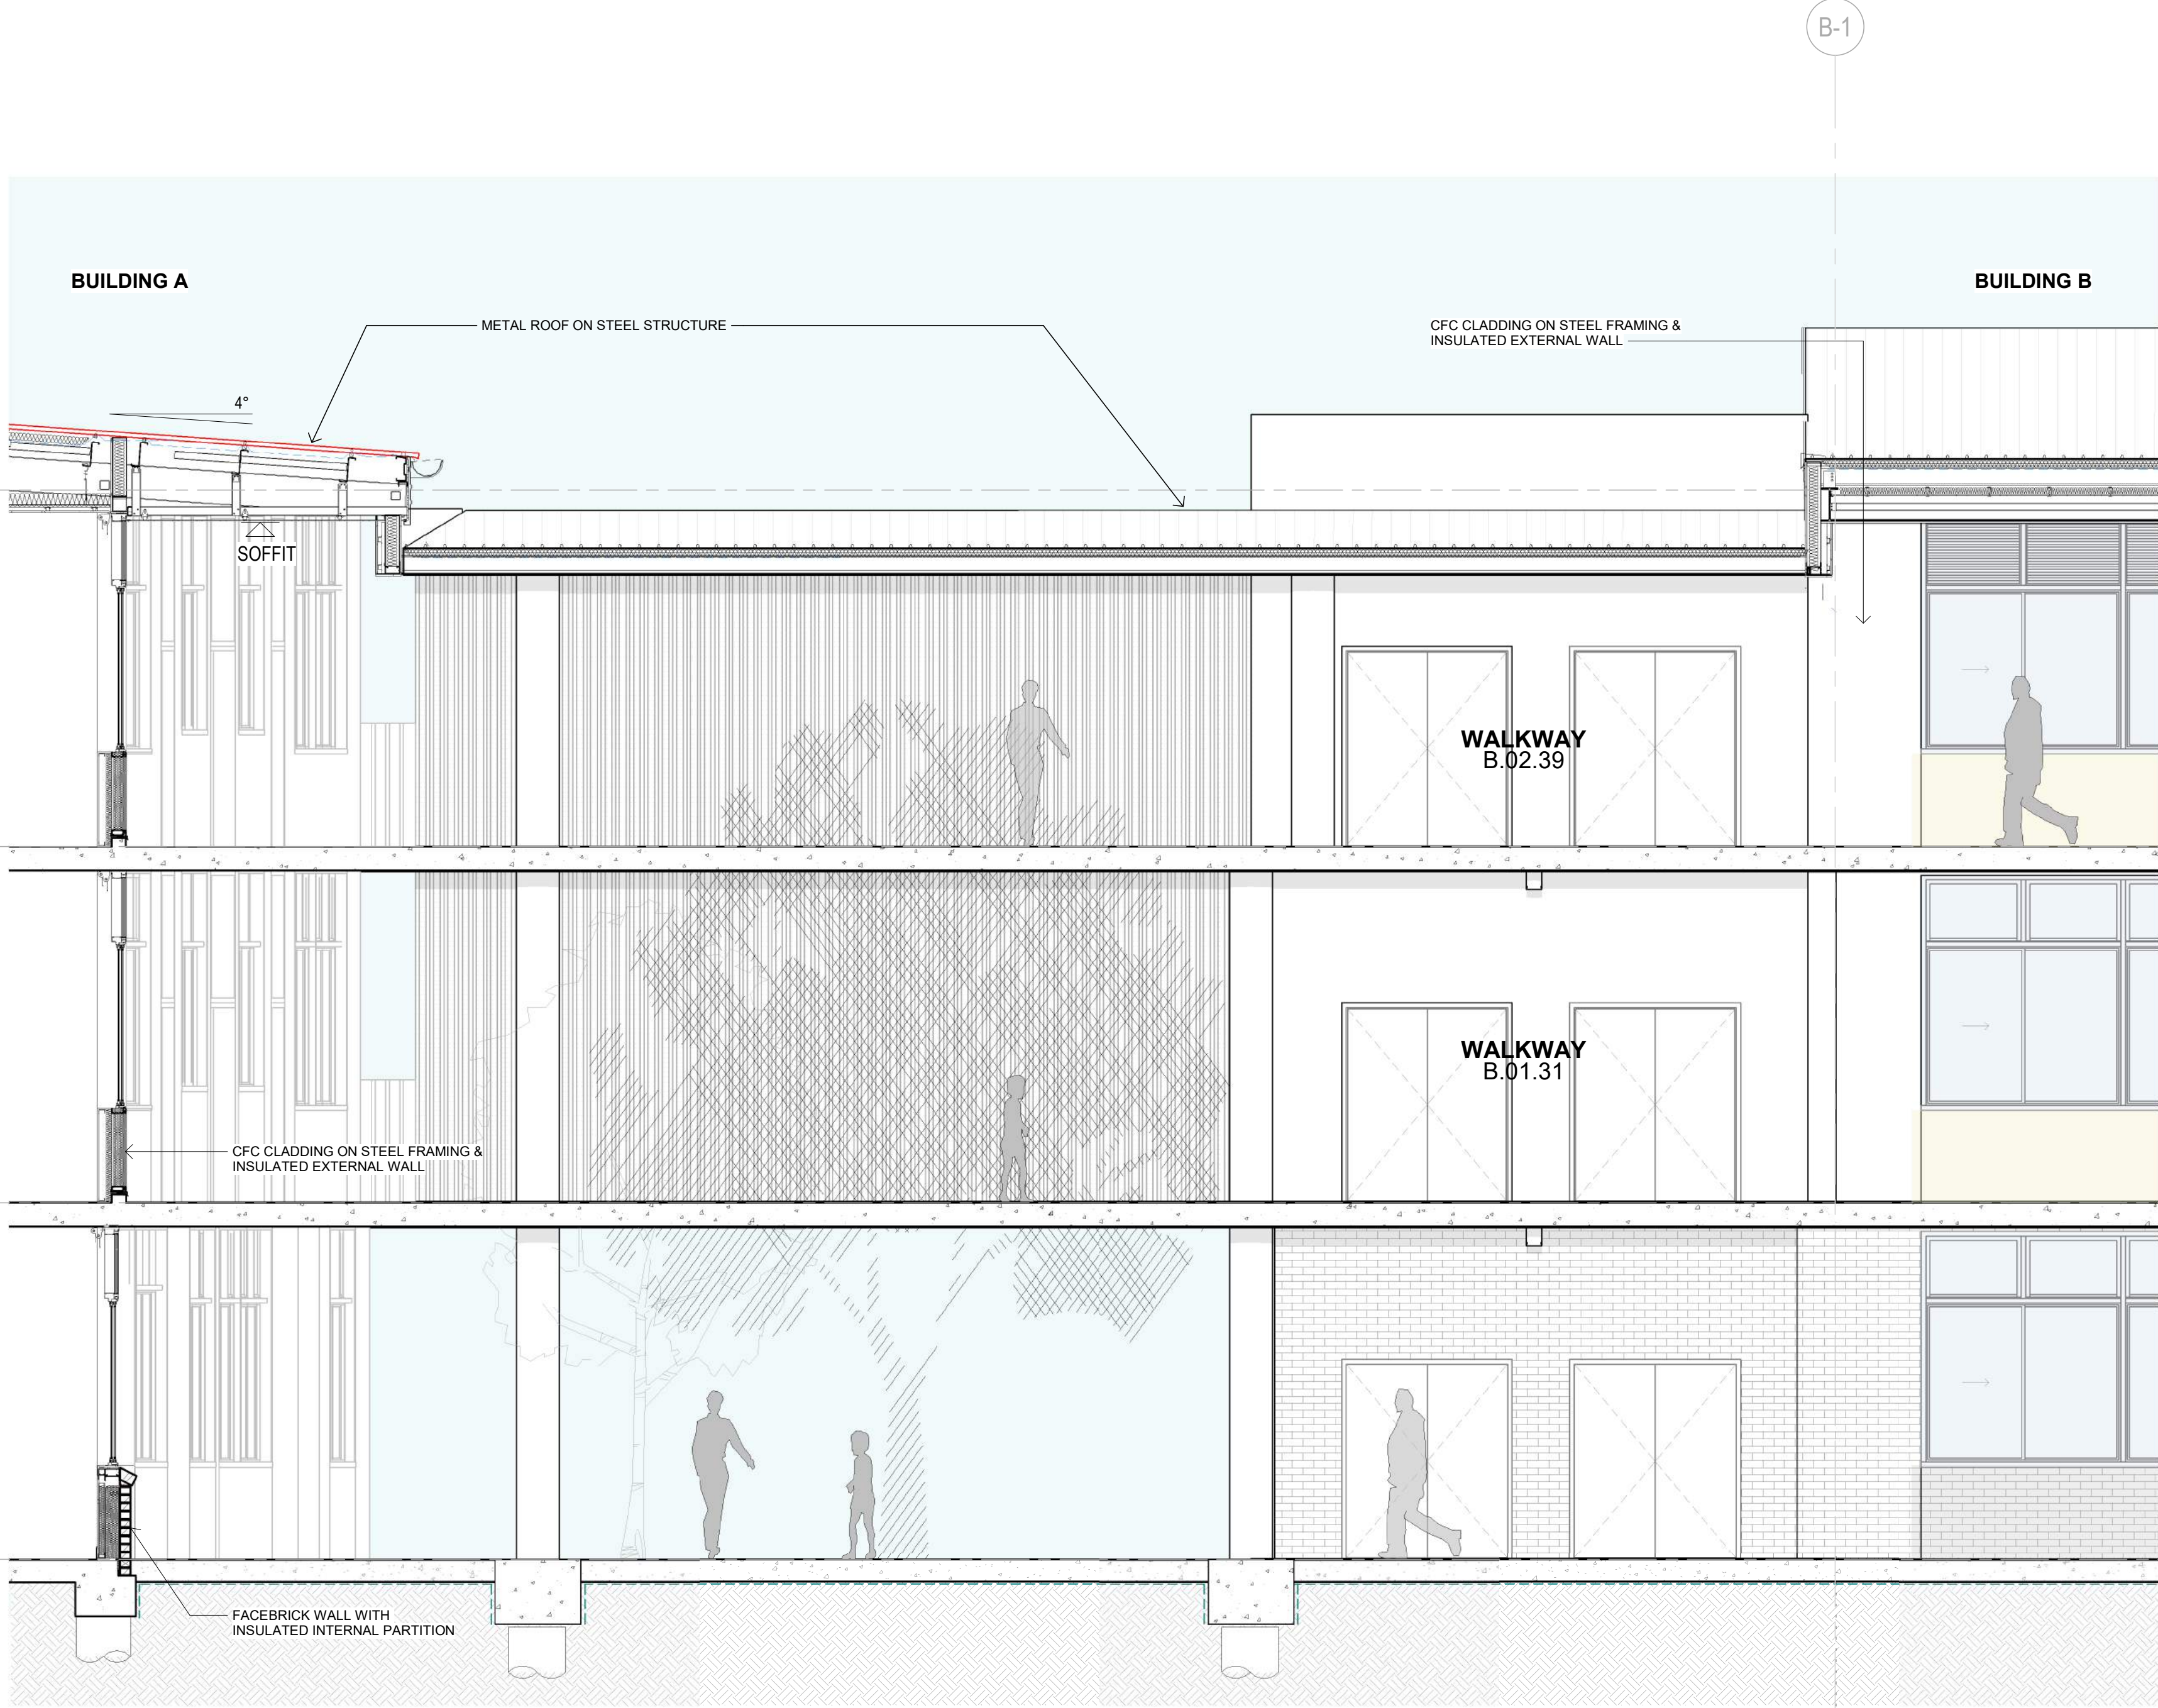 B-1
BUILDING A
BUILDING B
METAL ROOF ON STEEL STRUCTURE
CFC CLADDING ON STEEL FRAMING &
INSULATED EXTERNAL WALL
4°
SOFFIT
WALKWAY
B.02.39
WALKWAY
B.01.31
CFC CLADDING ON STEEL FRAMING &
INSULATED EXTERNAL WALL
FACEBRICK WALL WITH
INSULATED INTERNAL PARTITION